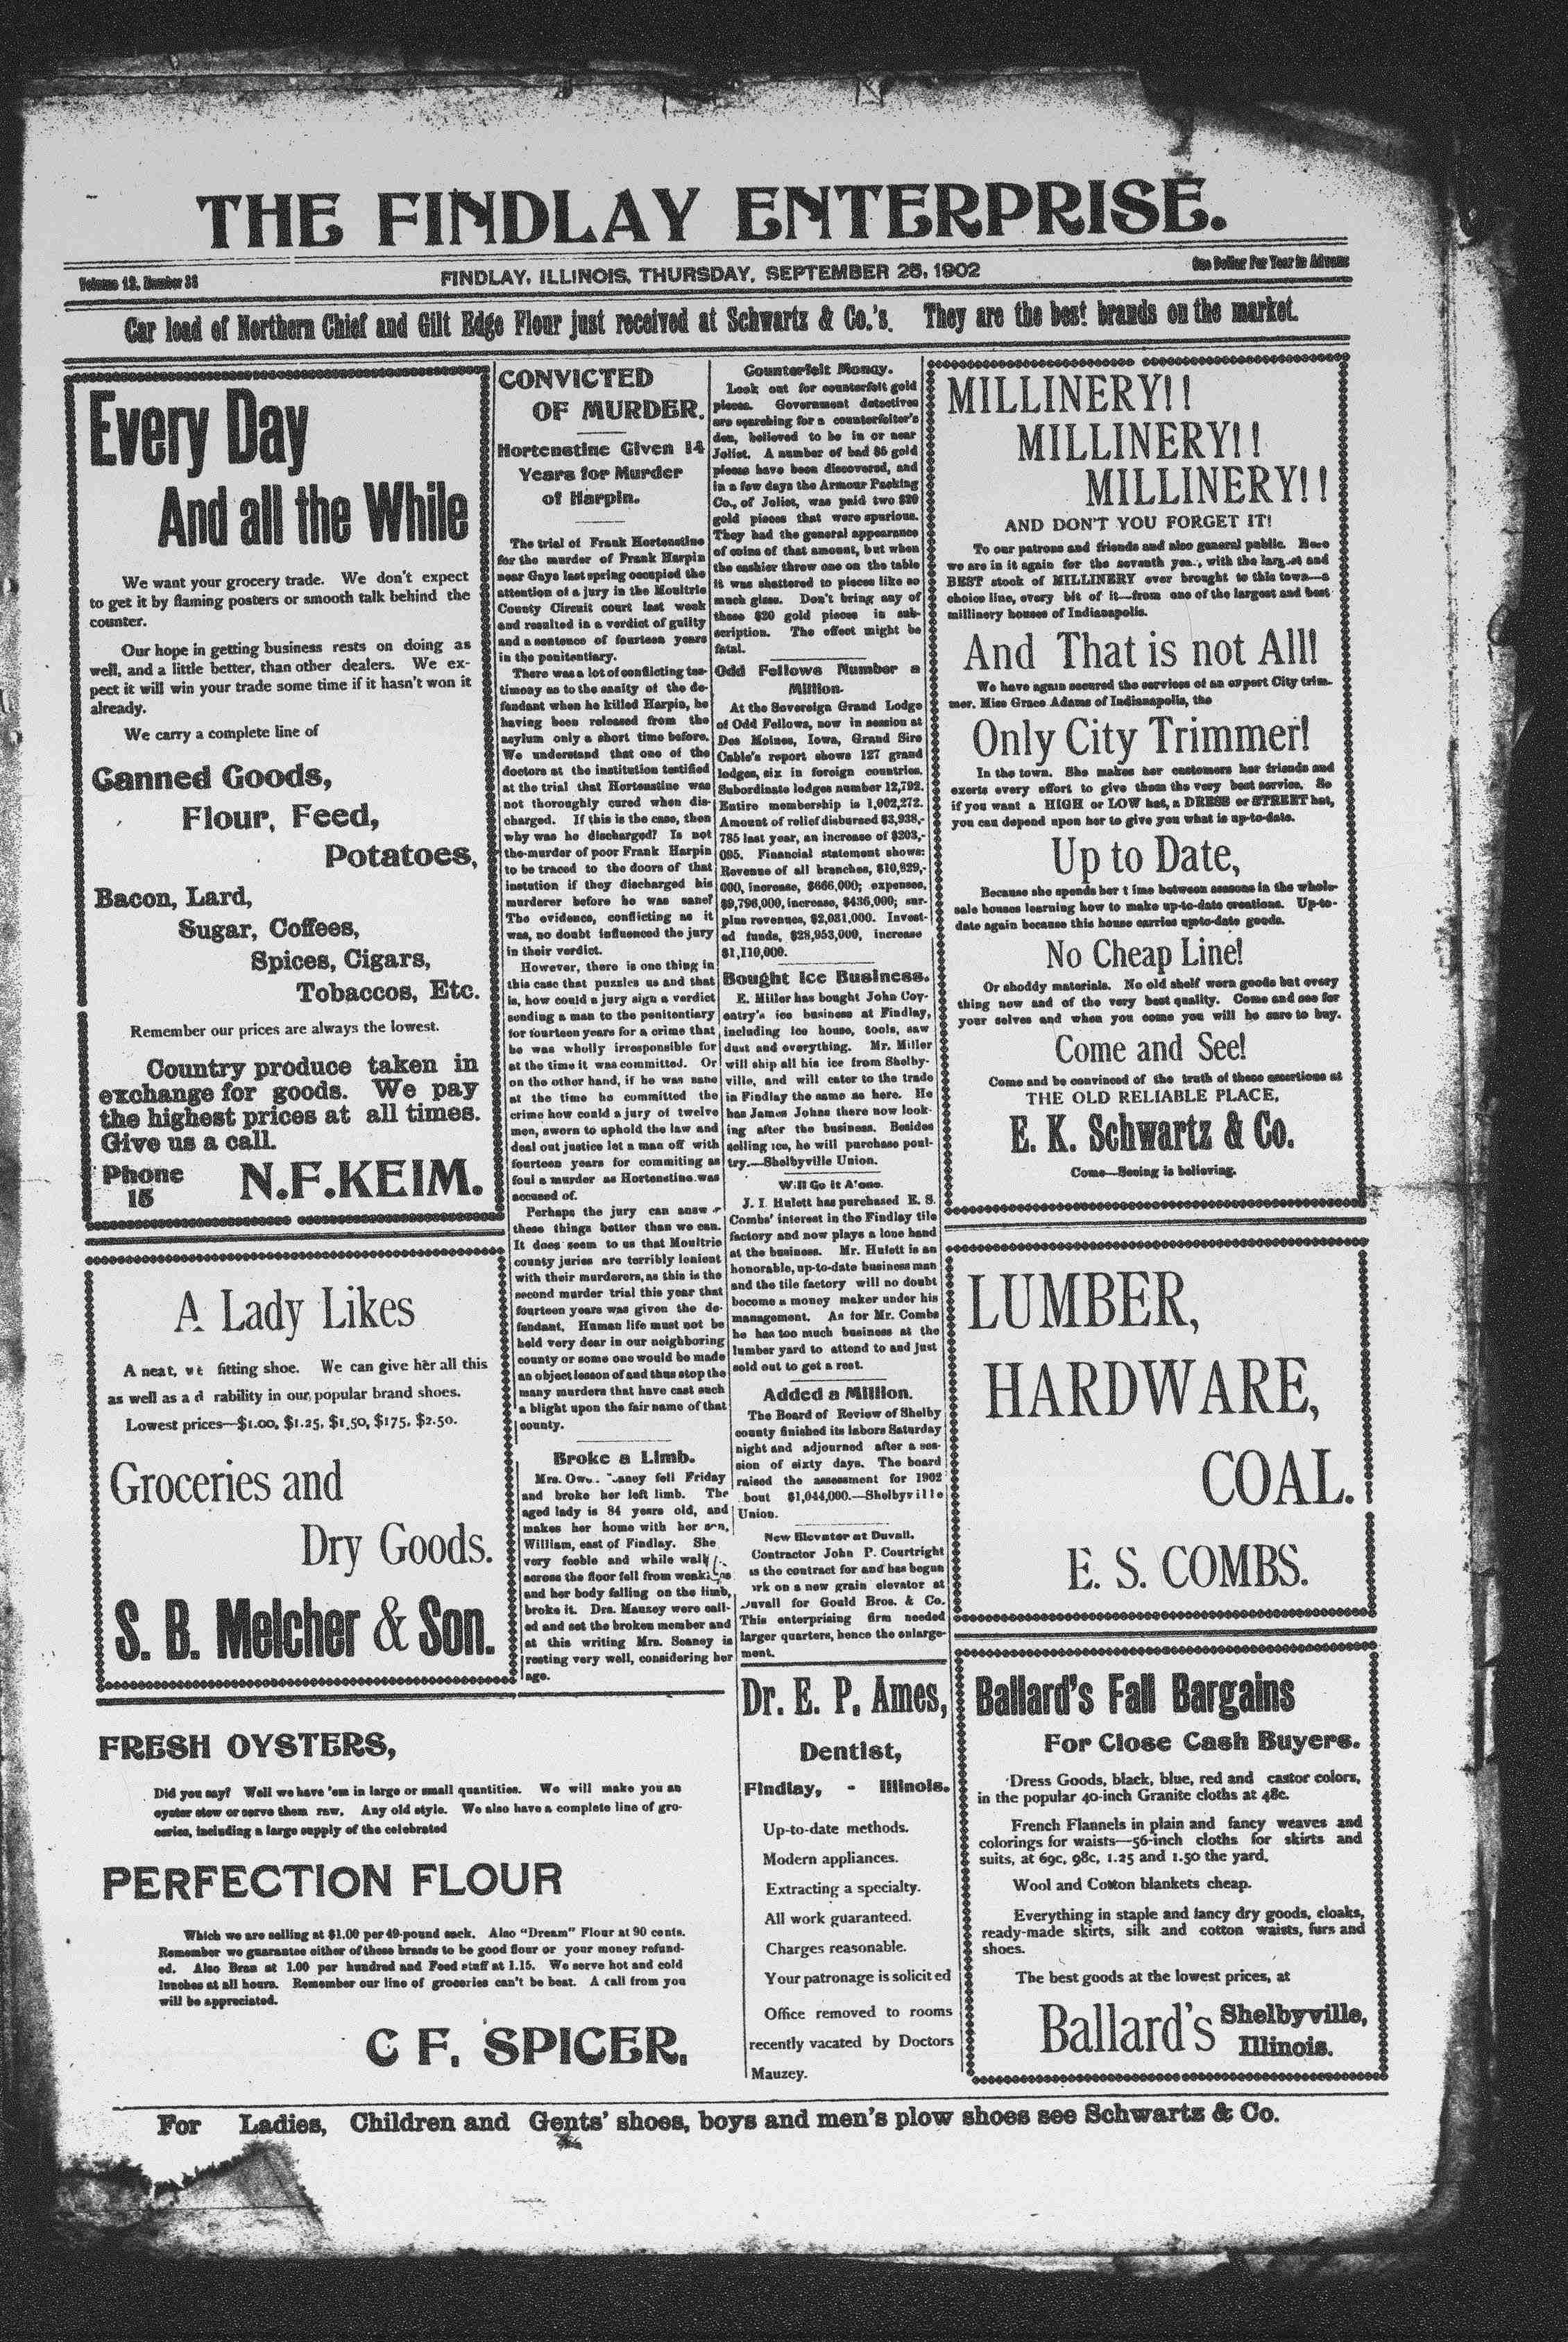 THE FINDLAY ENTERPRISE.
Volume 12, Number 38
FINDLAY, ILLINOIS, THURSDAY, SEPTEMBER 25, 1902
One Dollar Per Year in Advance
Car load of Northern Chief and Gilt Edge Flour just received at Schwartz & Co.'s. They are the best brands on the market.
Every Day
And all the While
We want your grocery trade. We don't expect
to get it by flaming posters or smooth talk behind the
counter.
Our hope in getting business rests on doing as
well, and a little better, than other dealers. We ex-
pect it will win your trade some time if it hasn't won it
already.
We carry a complete line of
Canned Goods,
Flour, Feed,
Potatoes,
Bacon, Lard,
Sugar, Coffees,
Spices, Cigars,
Tobaccos, Etc.
Remember our prices are always the lowest.
Country produce taken in
exchange for goods. We pay
the highest prices at all times.
Give us a call.
Phone
15
N.F.KEIM.
A Lady Likes
A neat, fitting shoe. We can give her all this
as well as a d rability in our popular brand shoes.
Lowest prices—$1.00, $1.25, $1.50, $175, $2.50.
Groceries and
Dry Goods.
S. B. Melcher & Son.
FRESH OYSTERS,
Did you say? Well we have 'em in large or small quantities. We will make you an
oyster stew or serve them raw. Any old style. We also have a complete line of gro-
ceries, including a large supply of the celebrated
PERFECTION FLOUR
Which we are selling at $1.00 per 49-pound sack. Also "Dream" Flour at 90 cents.
Remember we guarantee either of these brands to be good flour or your money refund-
ed. Also Bran at 1.00 per hundred and Feed stuff at 1.15. We serve hot and cold
lunches at all hours. Remember our line of groceries can't be beat. A call from you
will be appreciated.
C F. SPICER.
CONVICTED
OF MURDER.
Hortenstine Given 14
Years for Murder
of Harpin.
The trial of Frank Hortenstine
for the murder of Frank Harpin
near Gays last spring occupied the
attention of a jury in the Moultrie
County Circuit court last week
and resulted in a verdict of guilty
and a sentence of fourteen years
in the penitentiary.
There was a lot of conflicting tes-
timony as to the sanity of the de-
fendant when he killed Harpin, he
having been released from the
asylum only a short time before.
We understand that one of the
doctors at the institution testified
at the trial that Hortenstine was
not thoroughly cured when dis-
charged. If this is the case, then
why was he discharged? Is not
the murder of poor Frank Harpin
to be traced to the doors of that
instution if they discharged his
murderer before he was sane?
The evidence, conflicting as it
was, no doubt influenced the jury
in their verdict.
However, there is one thing in
this case that puzzles us and that
is, how could a jury sign a verdict
sending a man to the penitentiary
for fourteen years for a crime that
he was wholly irresponsible for
at the time it was committed. Or
on the other hand, if he was sane
at the time he committed the
crime how could a jury of twelve
men, sworn to uphold the law and
deal out justice let a man off with
fourteen years for commiting as
foul a murder as Hortenstine was
accused of.
Perhaps the jury can answ r
these things better than we can.
It does seem to us that Moultrie
county juries are terribly lenient
with their murderers, as this is the
second murder trial this year that
fourteen years was given the de-
fendant. Human life must not be
held very dear in our neighboring
county or some one would be made
an object lesson of and thus stop the
many murders that have cast such
a blight upon the fair name of that
county.
Broke a Limb.
Mrs. fell Friday
and broke her left limb. The
aged lady is 84 years old, and
makes her home with her son,
William, east of Findlay. She
very feeble and while walk
across the floor fell from
and her body falling on the limb,
broke it. Drs. Mauzey were call-
ed and set the broken member and
at this writing Mrs. Seaney is
resting very well, considering her
age.
Counterfeit Money.
Look out for counterfeit gold
pieces. Government detectives
are searching for a counterfeiter's
den, believed to be in or near
Joliet. A number of bad $5 gold
pieces have been discovered, and
in a few days the Armour Packing
Co., of Joliet, was paid two $20
gold pieces that were spurious.
They had the general appearance
of coins of that amount, but when
the cashier threw one on the table
it was shattered to pieces like so
much glass. Don't bring any of
these $20 gold pieces in sub-
scription. The effect might be
fatal.
Odd Fellows Number a
Million.
At the Sovereign Grand Lodge
of Odd Fellows, now in session at
Des Moines, Iowa, Grand Sire
Cable's report shows 127 grand
lodges, six in foreign countries.
Subordinate lodges number 12,792.
Entire membership is 1,002,272.
Amount of relief disbursed $3,938,-
785 last year, an increase of $203,-
095. Financial statement shows:
Revenue of all branches, $10,829,-
000, increase, $666,000; expenses,
$9,796,000, increase, $436,000; sur-
plus revenues, $2,031,000. Invest-
ed funds, $28,953,000, increase
$1,110,000.
Bought Ice Business.
E. Miller has bought John Coy-
entry's ice business at Findlay,
including ice house, tools, saw
dust and everything. Mr. Miller
will ship all his ice from Shelby-
ville, and will cater to the trade
in Findlay the same as here. He
has James Johns there now look-
ing after the business. Besides
selling ice, he will purchase poul-
try.—Shelbyville Union.
Will Go It Alone.
J. I. Hulett has purchased E. S.
Combs' interest in the Findlay tile
factory and now plays a lone hand
at the business. Mr. Hulett is an
honorable, up-to-date business man
and the tile factory will no doubt
become a money maker under his
management. As for Mr. Combs
he has too much business at the
lumber yard to attend to and just
sold out to get a rest.
Added a Million.
The Board of Review of Shelby
county finished its labors Saturday
night and adjourned after a ses-
sion of sixty days. The board
raised the assessment for 1902
bout $1,044,000.—Shelbyville
Union.
New Elevator at Duvall.
Contractor John P. Courtright
as the contract for and has begun
rk on a new grain elevator at
uvall for Gould Bros. & Co.
This enterprising firm needed
larger quarters, hence the enlarge-
ment.
Dr. E. P. Ames,
Dentist,
Findlay, - Illinois.
Up-to-date methods.
Modern appliances.
Extracting a specialty.
All work guaranteed.
Charges reasonable.
Your patronage is solicited
Office removed to rooms
recently vacated by Doctors
Mauzey.
MILLINERY!!
MILLINERY!!
MILLINERY!!
AND DON'T YOU FORGET IT!
To our patrons and friends and also general public. Here
we are in it again for the seventh year, with the largest and
BEST stock of MILLINERY ever brought to this town—a
choice line, every bit of it—from one of the largest and best
millinery houses of Indianapolis.
And That is not All!
We have again secured the services of an expert City trim-
mer, Miss Grace Adams of Indianapolis, the
Only City Trimmer!
In the town. She makes her customers her friends and
exerts every effort to give them the very best service. So
if you want a HIGH or LOW hat, a DRESS or STREET hat,
you can depend upon her to give you what is up-to-date.
Up to Date,
Because she spends her t ime between seasons in the whole-
sale houses learning how to make up-to-date creations. Up-to-
date again because this house carries upto-date goods.
No Cheap Line!
Or shoddy materials. No old shelf worn goods but every
thing new and of the very best quality. Come and see for
your selves and when you come you will be sure to buy.
Come and See!
Come and be convinced of the truth of these assertions at
THE OLD RELIABLE PLACE,
E. K. Schwartz & Co.
Come—Seeing is believing.
LUMBER,
HARDWARE,
COAL.
E. S. COMBS.
Ballard's Fall Bargains
For Close Cash Buyers.
Dress Goods, black, blue, red and castor colors,
in the popular 40-inch Granite cloths at 48c.
French Flannels in plain and fancy weaves and
colorings for waists—56-inch cloths for skirts and
suits, at 69c, 98c, 1.25 and 1.50 the yard.
Wool and Cotton blankets cheap.
Everything in staple and fancy dry goods, cloaks,
ready-made skirts, silk and cotton waists, furs and
shoes.
The best goods at the lowest prices, at
Ballard's Shelbyville,
Illinois.
For Ladies, Children and Gents' shoes, boys and men's plow shoes see Schwartz & Co.